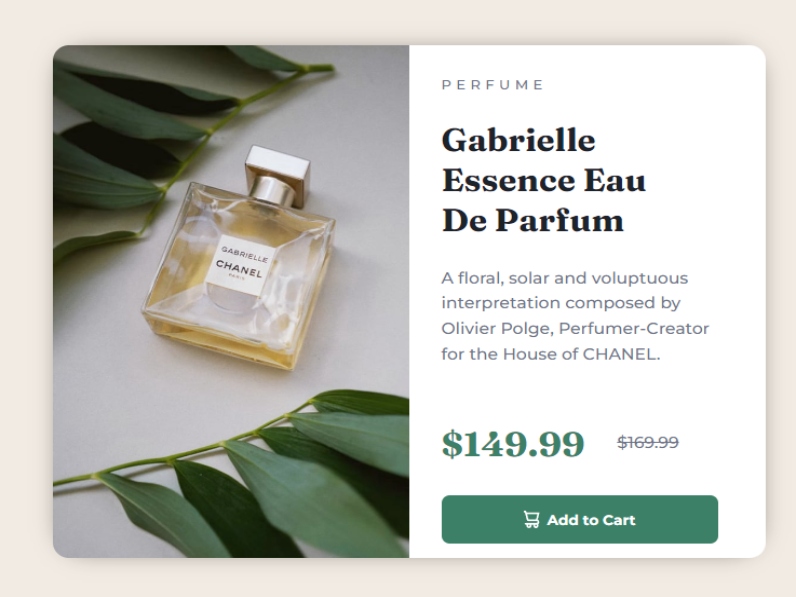 GABRIELLE
CHANEL
PARIS
PERFUME
Gabrielle
Essence Eau
De Parfum
A floral, solar and voluptuous
interpretation composed by
Olivier Polge, Perfumer-Creator
for the House of CHANEL.
$149.99 $169.99
Add to Cart